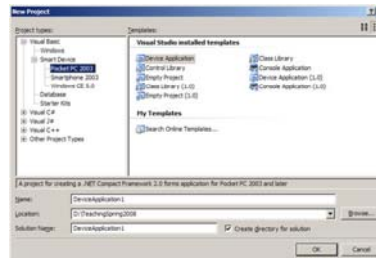 New Project
Project types:
Templates:
Visual Basic
Windows
Smart Device
Pocket PC 2003
Smartphone 2003
Windows CE 5.0
Database
Starter Kits
Visual C#
Visual J#
Visual C++
Other Project Types
Visual Studio installed templates
Device Application
Control Library
Empty Project
Class Library (1.0)
Empty Project (1.0)
Class Library
Console Application
Device Application (1.0)
Console Application (1.0)
My Templates
Search Online Templates...
A project for creating a .NET Compact Framework 2.0 forms application for Pocket PC 2003 and later
Name:
DeviceApplication1
Location:
D:\TeachingSpring2008
Browse...
Solution Name:
DeviceApplication1
Create directory for solution
OK
Cancel